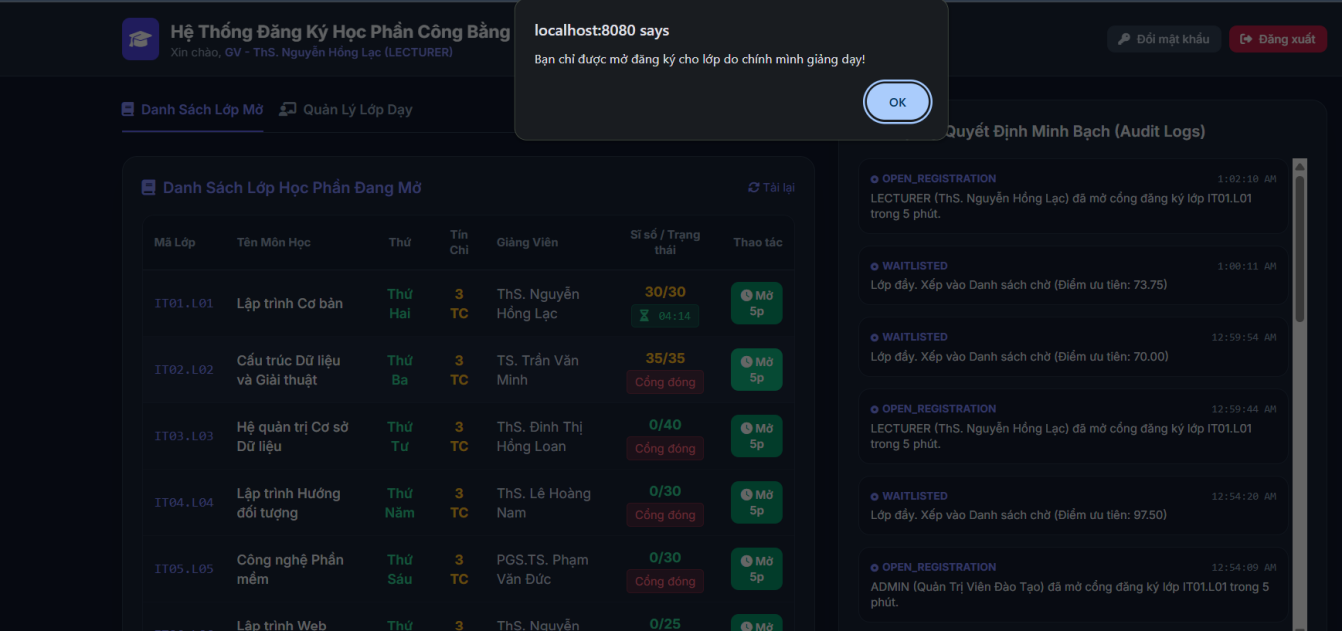 localhost:8080 says
Bạn chỉ được mở đăng ký cho lớp do chính mình giảng dạy!
OK
Hệ Thống Đăng Ký Học Phần Công Bằng
Xin chào, GV - ThS. Nguyễn Hồng Lạc (LECTURER)
Đổi mật khẩu
Đăng xuất
Danh Sách Lớp Mở
Quản Lý Lớp Dạy
Danh Sách Lớp Học Phần Đang Mở
Tải lại
Mã Lớp
Tên Môn Học
Thứ
Tín
Chỉ
Giảng Viên
Sĩ số / Trạng
thái
Thao tác
IT01.L01
Lập trình Cơ bản
Thứ
Hai
3
TC
ThS. Nguyễn
Hồng Lạc
30/30
04:14
Mở
5p
IT02.L02
Cấu trúc Dữ liệu
và Giải thuật
Thứ
Ba
3
TC
TS. Trần Văn
Minh
35/35
Cổng đóng
Mở
5p
IT03.L03
Hệ quản trị Cơ sở
Dữ liệu
Thứ
Tư
3
TC
ThS. Đinh Thị
Hồng Loan
0/40
Cổng đóng
Mở
5p
IT04.L04
Lập trình Hướng
đối tượng
Thứ
Năm
3
TC
ThS. Lê Hoàng
Nam
0/30
Cổng đóng
Mở
5p
IT05.L05
Công nghệ Phần
mềm
Thứ
Sáu
3
TC
PGS.TS. Phạm
Văn Đức
0/30
Cổng đóng
Mở
5p
Lập trình Web
Thứ
3
ThS. Nguyễn
0/25
Mở
Quyết Định Minh Bạch (Audit Logs)
OPEN_REGISTRATION
1:02:10 AM
LECTURER (ThS. Nguyễn Hồng Lạc) đã mở cổng đăng ký lớp IT01.L01
trong 5 phút.
WAITLISTED
1:00:11 AM
Lớp đầy. Xếp vào Danh sách chờ (Điểm ưu tiên: 73.75)
WAITLISTED
12:59:54 AM
Lớp đầy. Xếp vào Danh sách chờ (Điểm ưu tiên: 70.00)
OPEN_REGISTRATION
12:59:44 AM
LECTURER (ThS. Nguyễn Hồng Lạc) đã mở cổng đăng ký lớp IT01.L01
trong 5 phút.
WAITLISTED
12:54:20 AM
Lớp đầy. Xếp vào Danh sách chờ (Điểm ưu tiên: 97.50)
OPEN_REGISTRATION
12:54:09 AM
ADMIN (Quản Trị Viên Đào Tạo) đã mở cổng đăng ký lớp IT01.L01 trong 5
phút.